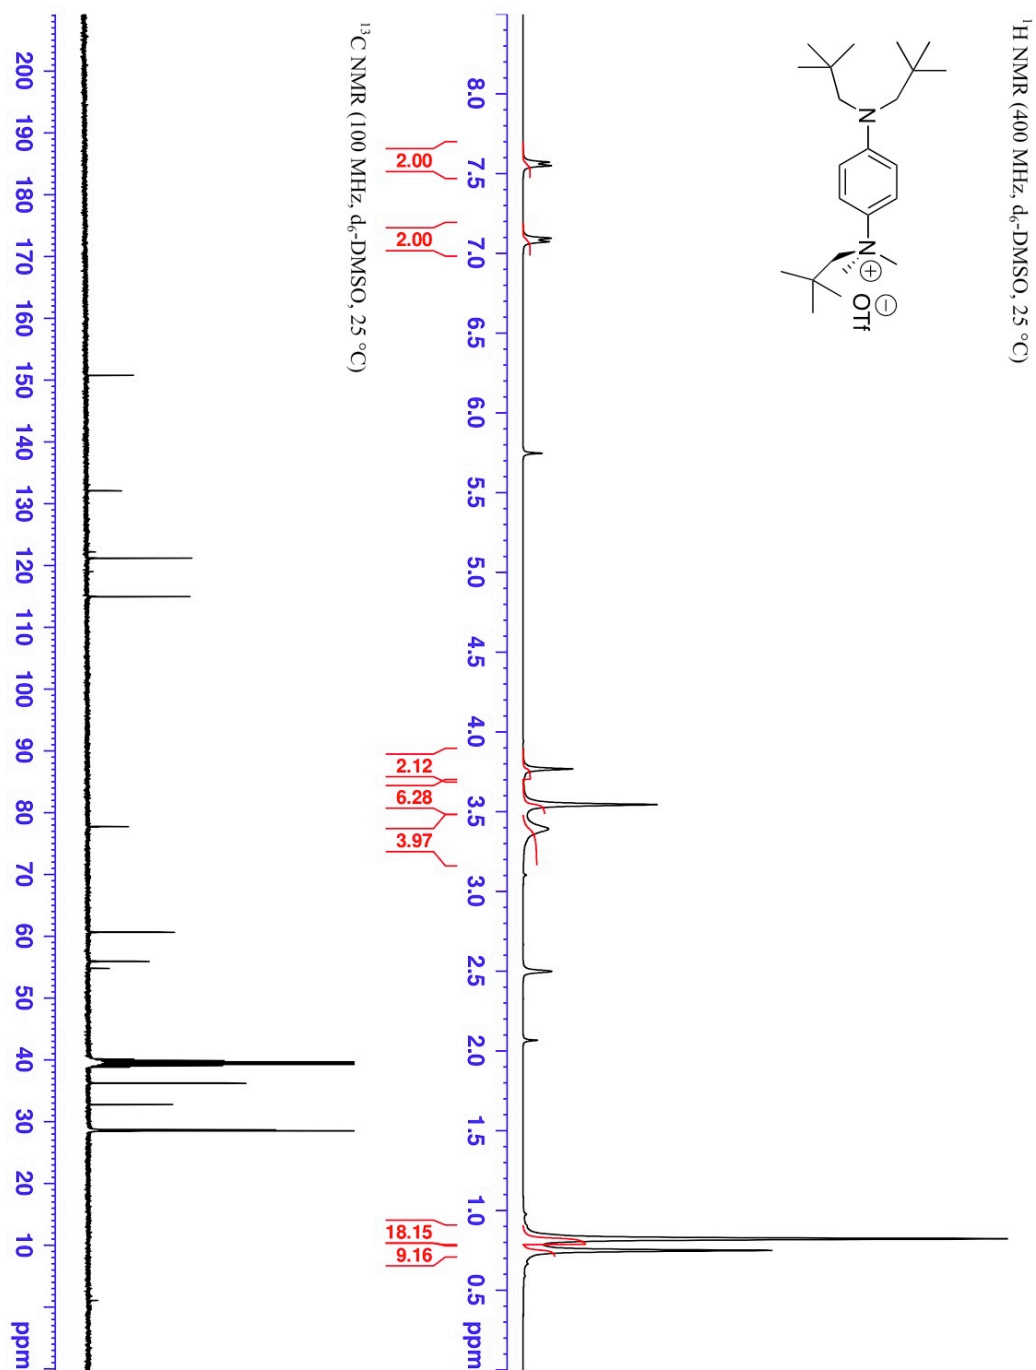 ¹H NMR (400 MHz, d₆-DMSO, 25 °C)
N
N
⊕
⊖
OTf
2.00
2.00
2.12
6.28
3.97
18.15
9.16
8.0 7.5 7.0 6.5 6.0 5.5 5.0 4.5 4.0 3.5 3.0 2.5 2.0 1.5 1.0 0.5 ppm
¹³C NMR (100 MHz, d₆-DMSO, 25 °C)
200 190 180 170 160 150 140 130 120 110 100 90 80 70 60 50 40 30 20 10 ppm